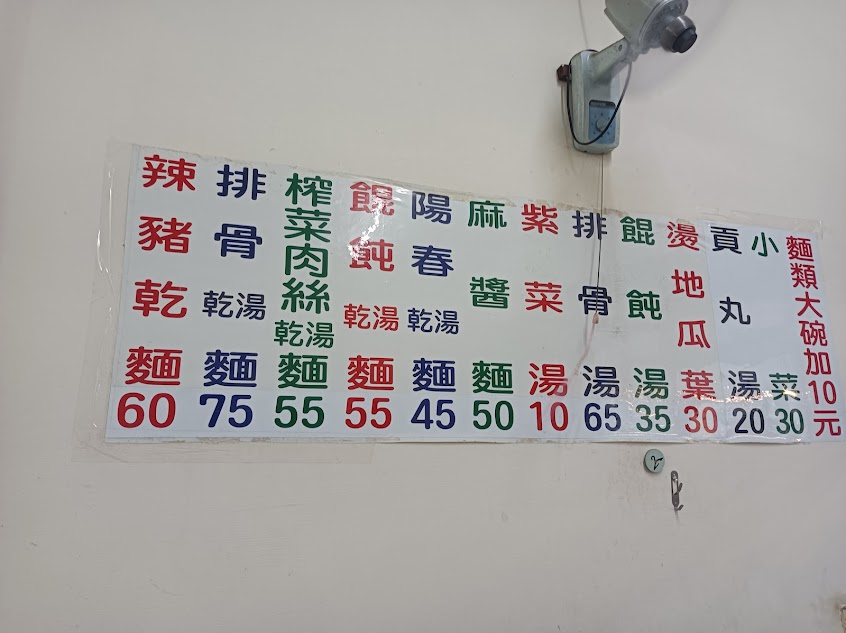 辣豬乾麵60
排骨乾湯麵75
榨菜肉絲乾湯麵55
餛飩乾湯麵55
陽春乾湯麵45
麻醬麵50
紫菜湯10
排骨湯65
餛飩湯35
燙地瓜葉30
貢丸湯20
小菜30
麵類大碗加10元
2